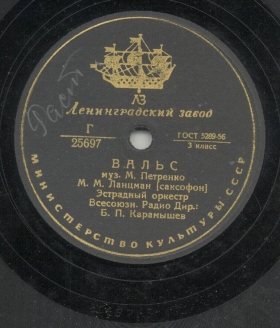 Раст
ЛЗ
Ленинградский завод
Г
25697
ГОСТ 5289-56
3 класс
ВАЛЬС
муз. М. Петренко
М. М. Ланцман [саксофон]
Эстрадный оркестр
Всесоюзн. Радио Дир.:
Б. П. Карамышев
МИНИСТЕРСТВО КУЛЬТУРЫ СССР